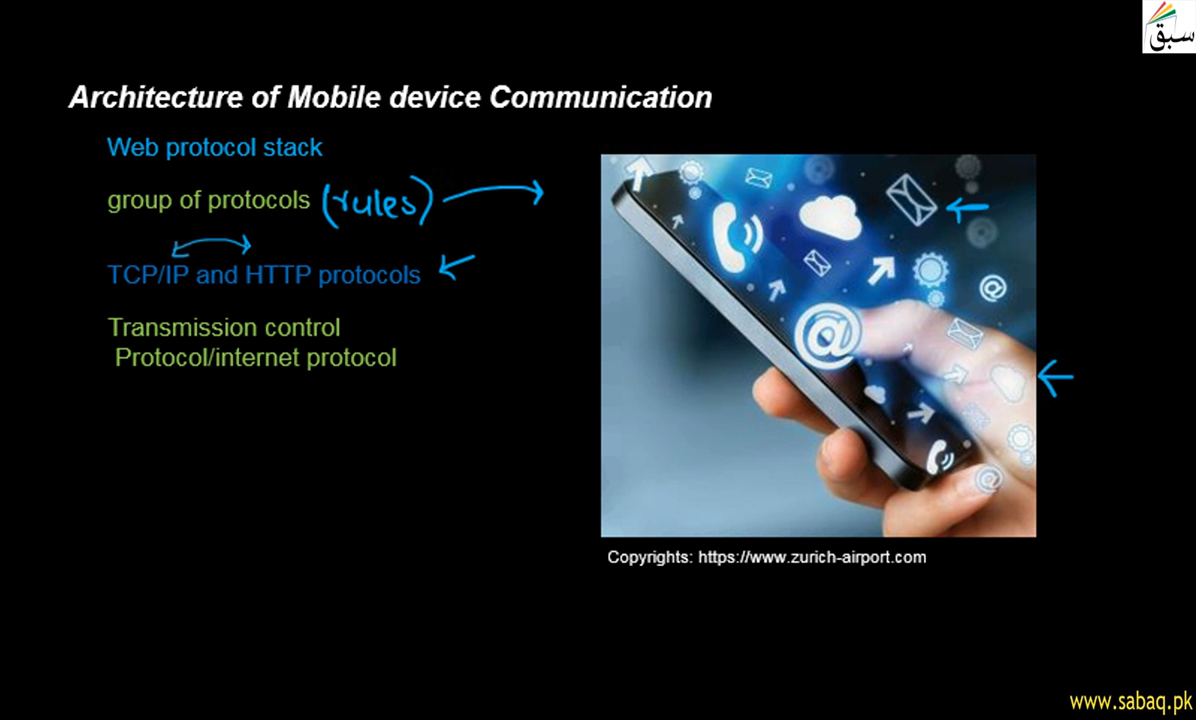 سبق
Architecture of Mobile device Communication
Web protocol stack
group of protocols (rules)
TCP/IP and HTTP protocols
Transmission control
Protocol/internet protocol
@
@
@
Copyrights: https://www.zurich-airport.com
www.sabaq.pk